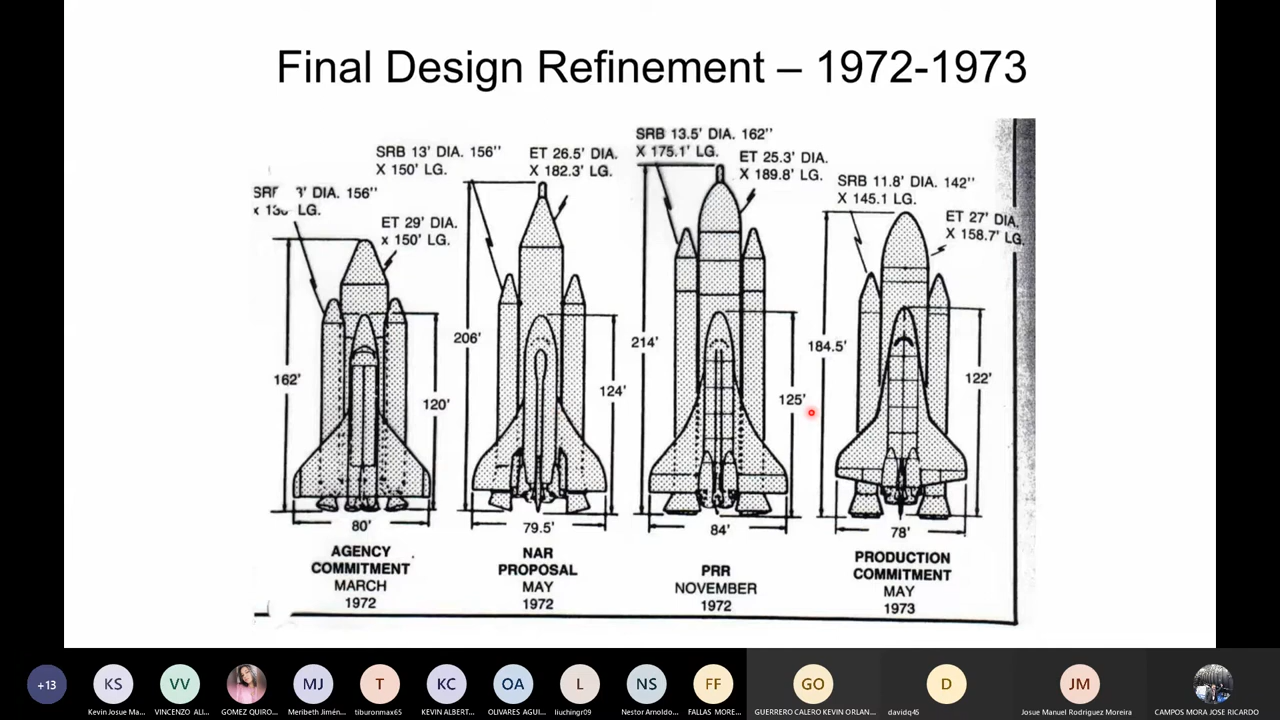 Final Design Refinement – 1972-1973
SRB 13' DIA. 156''
X 150' LG.
ET 26.5' DIA.
X 182.3' LG.
SRB 13.5' DIA. 162''
X 175.1' LG.
ET 25.3' DIA.
X 189.8' LG.
SRB 11.8' DIA. 142''
X 145.1 LG.
ET 27' DIA.
X 158.7' LG.
DIA. 156''
LG.
ET 29' DIA.
x 150' LG.
162'
120'
80'
206'
124'
79.5'
214'
125'
84'
184.5'
122'
78'
AGENCY
COMMITMENT
MARCH
1972
NAR
PROPOSAL
MAY
1972
PRR
NOVEMBER
1972
PRODUCTION
COMMITMENT
MAY
1973
+13
KS
VV
MJ
T
KC
OA
L
NS
FF
GO
D
JM
Kevin Josue Ma...
VINCENZO ALI...
GOMEZ QUIRO...
Meribeth Jimén...
tiburonmax65
KEVIN ALBERT...
OLIVARES AGUI...
liuchingr09
Nestor Arnoldo...
FALLAS MORE...
GUERRERO CALERO KEVIN ORLAN...
davidq45
Josue Manuel Rodriguez Moreira
CAMPOS MORA JOSE RICARDO